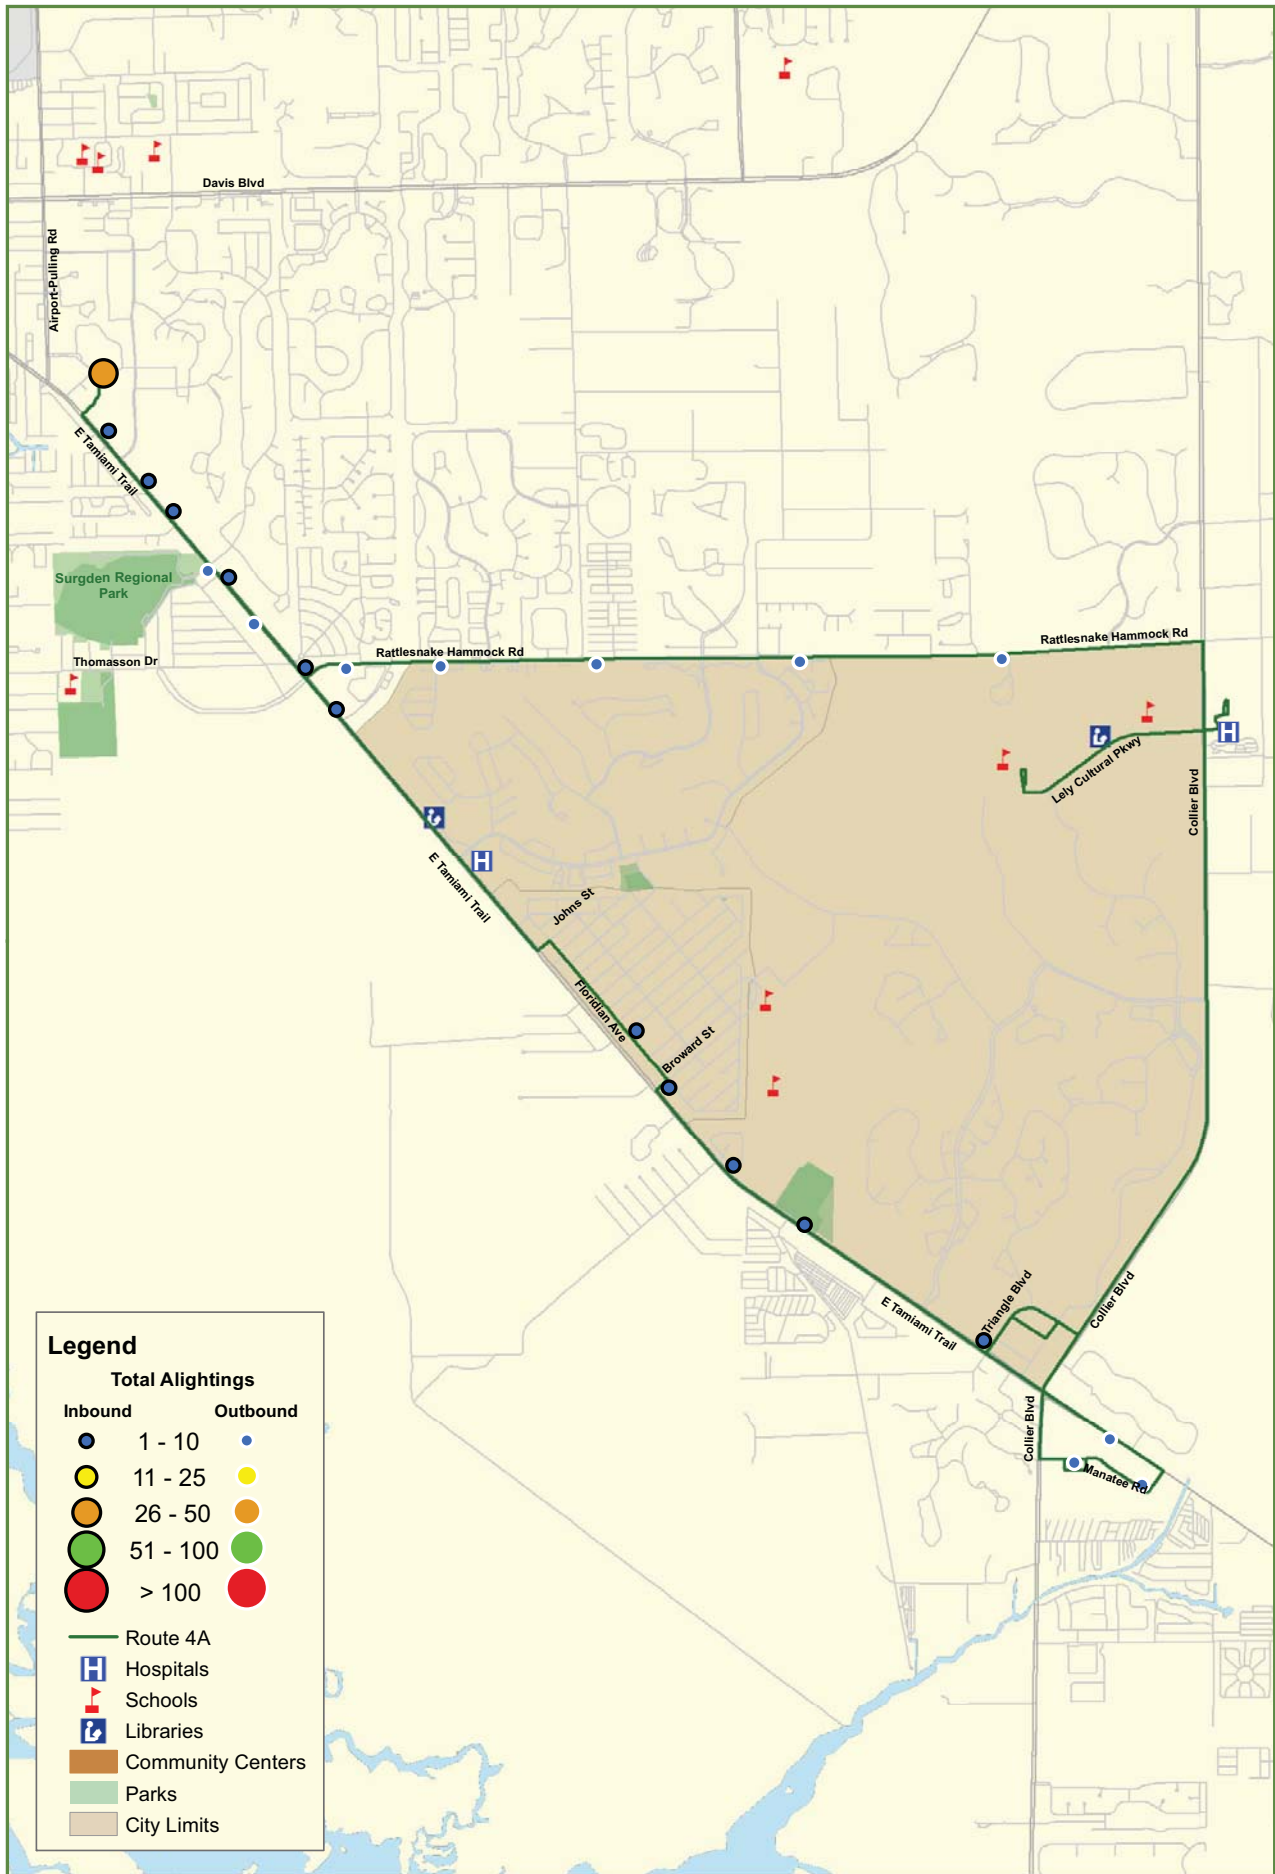 Davis Blvd
Airport-Pulling Rd
E Tamiami Trail
Surgden Regional
Park
Thomasson Dr
Rattlesnake Hammock Rd
Rattlesnake Hammock Rd
H
Lely Cultural Pkwy
Collier Blvd
H
E Tamiami Trail
Johns St
Floridian Ave
Broward St
Triangle Blvd
E Tamiami Trail
Collier Blvd
Collier Blvd
Manatee Rd
Legend
Total Alightings
Inbound Outbound
1 - 10
11 - 25
26 - 50
51 - 100
> 100
Route 4A
H Hospitals
Schools
Libraries
Community Centers
Parks
City Limits